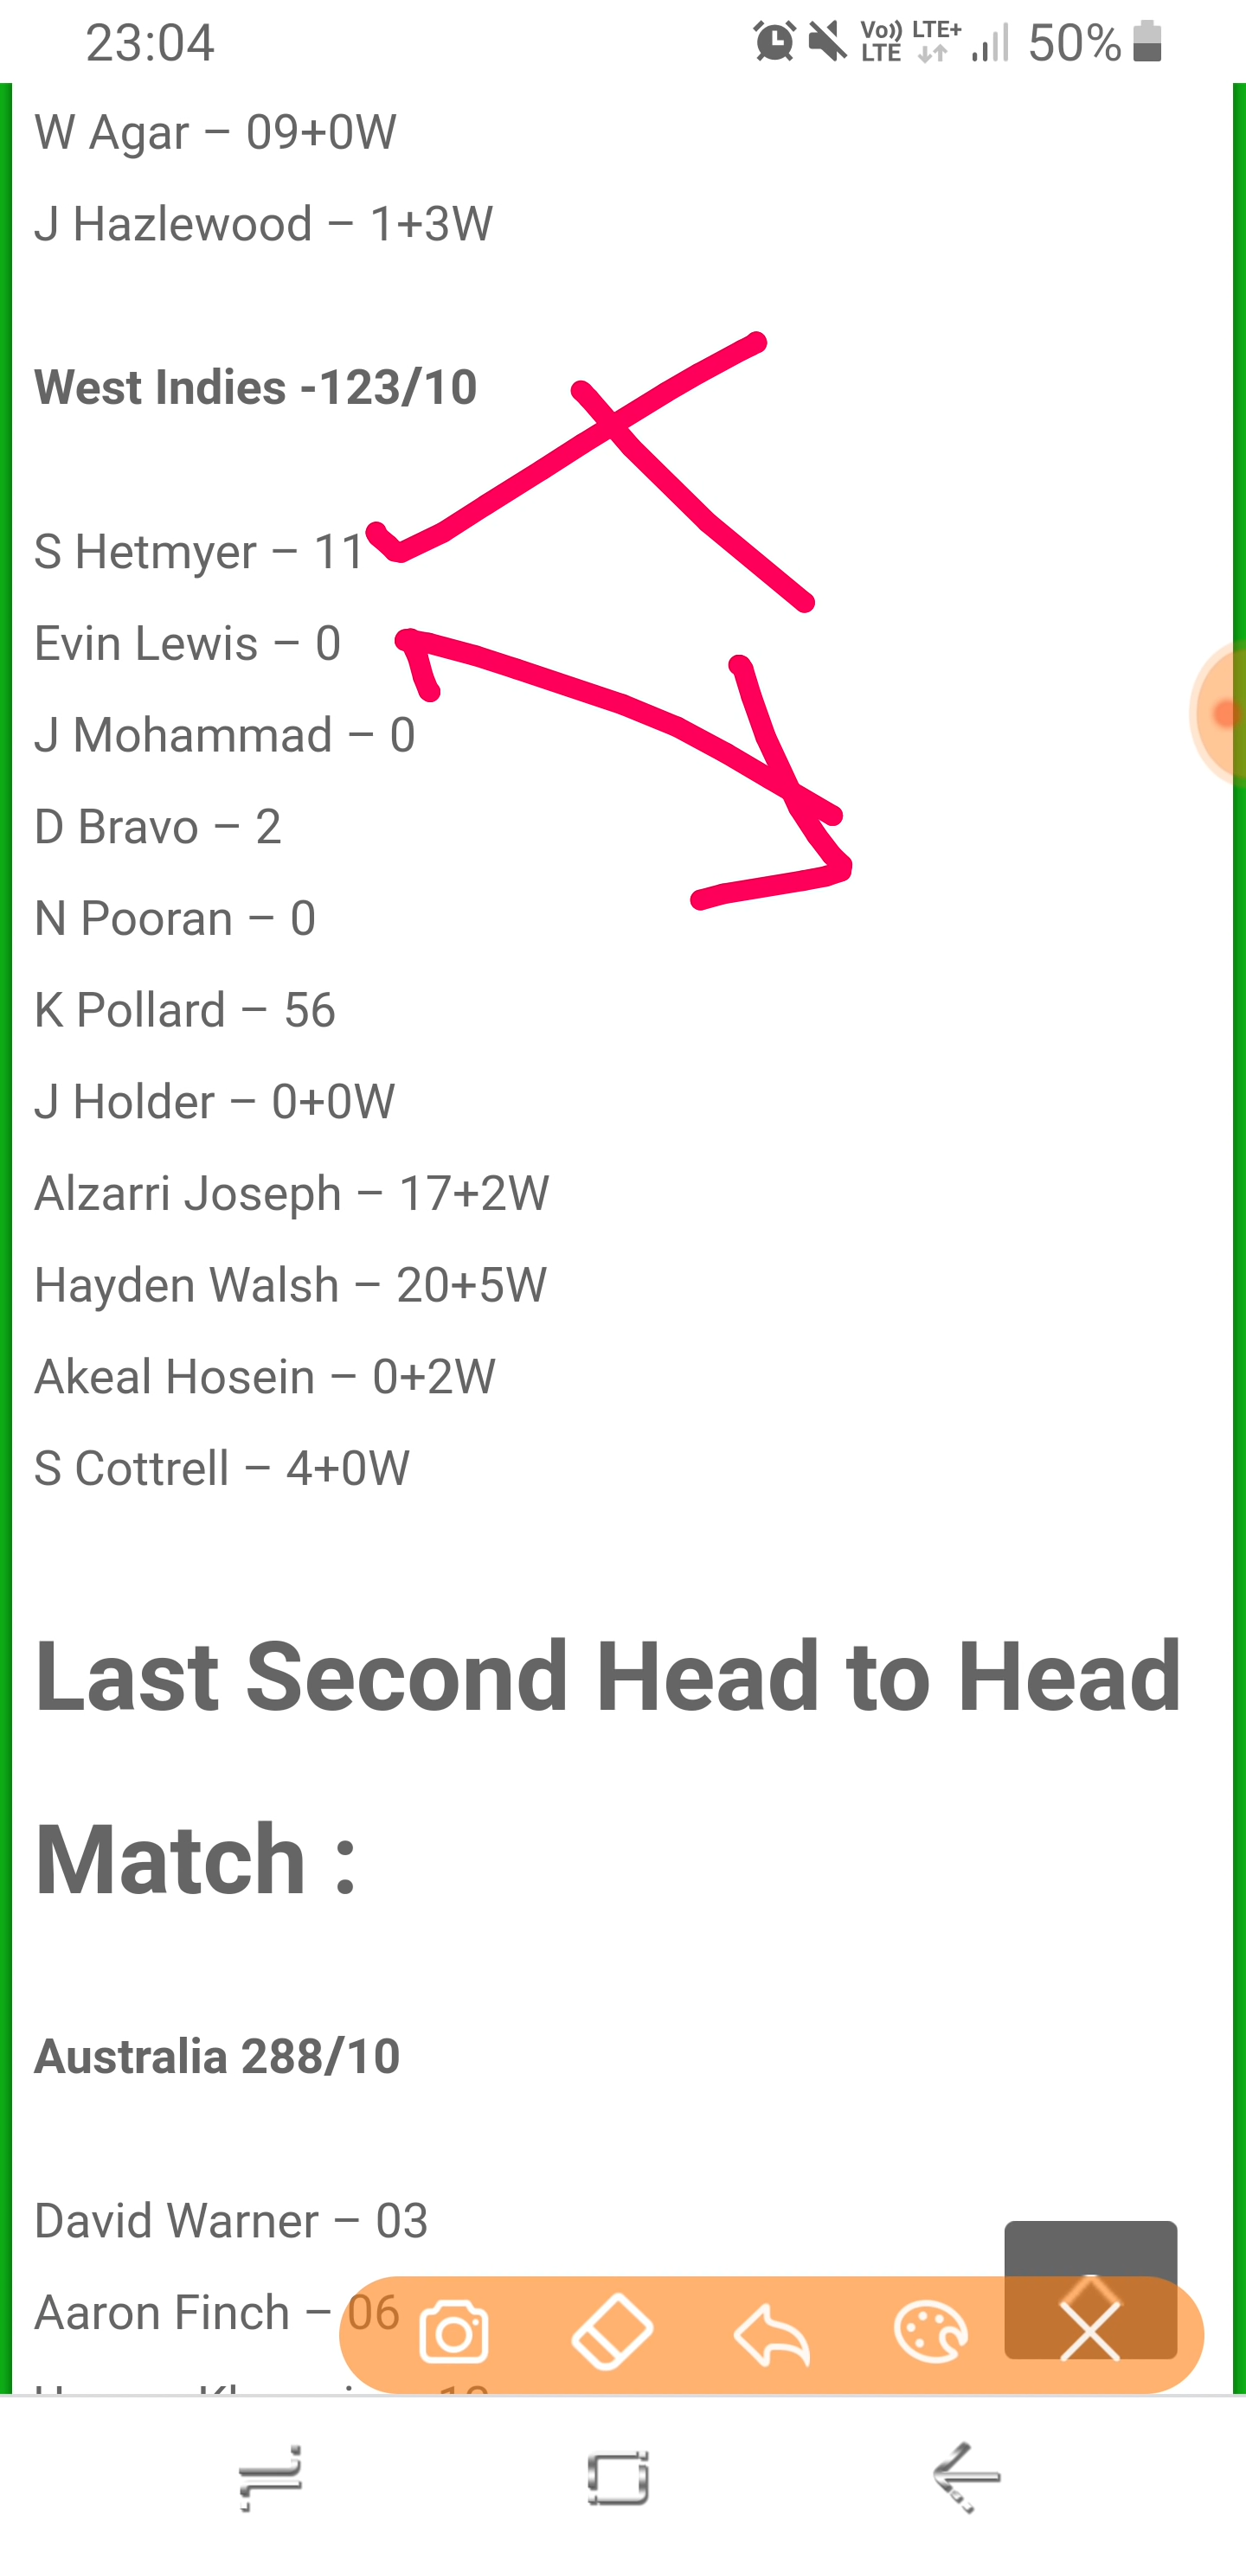 23:04 Vo)) LTE LTE+ 50%
W Agar – 09+0W
J Hazlewood – 1+3W
West Indies -123/10
S Hetmyer – 11
Evin Lewis – 0
J Mohammad – 0
D Bravo – 2
N Pooran – 0
K Pollard – 56
J Holder – 0+0W
Alzarri Joseph – 17+2W
Hayden Walsh – 20+5W
Akeal Hosein – 0+2W
S Cottrell – 4+0W
Last Second Head to Head
Match :
Australia 288/10
David Warner – 03
Aaron Finch – 06